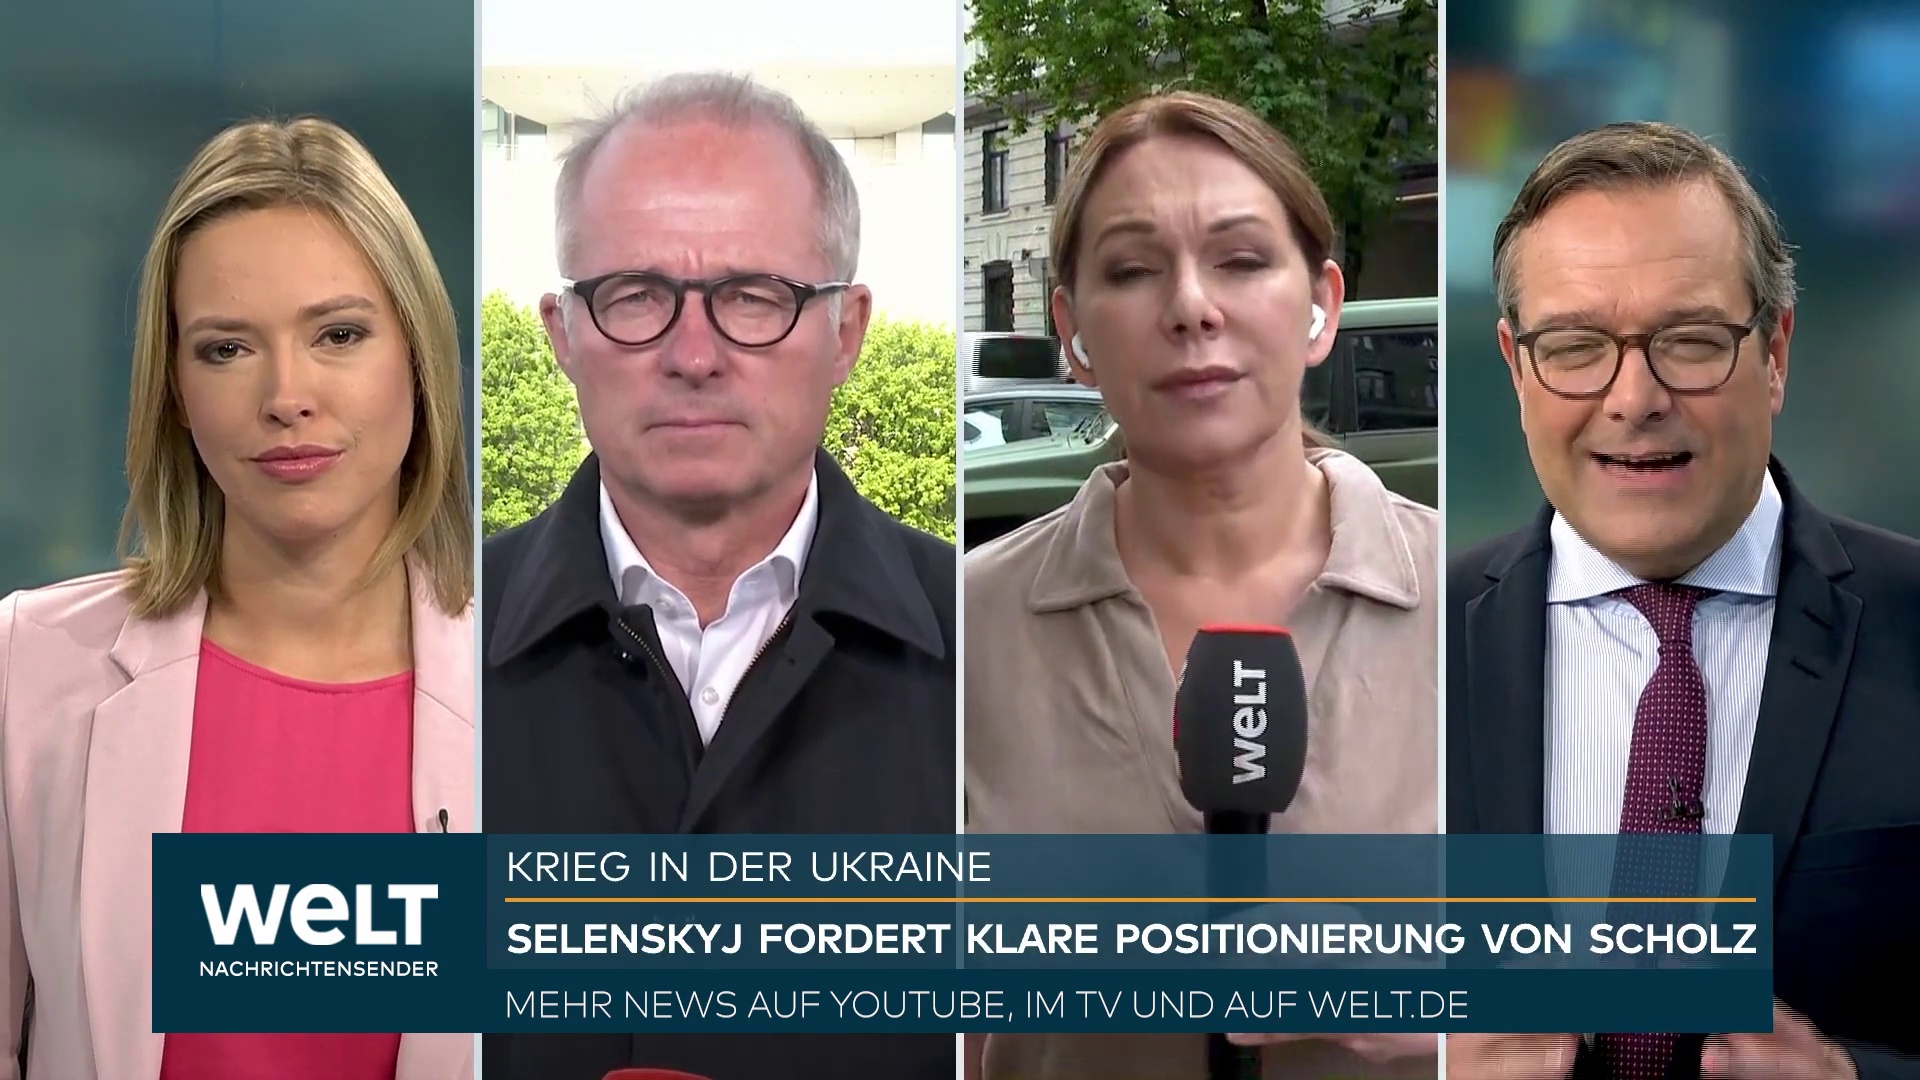 WELT
KRIEG IN DER UKRAINE
WELT
NACHRICHTENSENDER
SELENSKYJ FORDERT KLARE POSITIONIERUNG VON SCHOLZ
MEHR NEWS AUF YOUTUBE, IM TV UND AUF WELT.DE